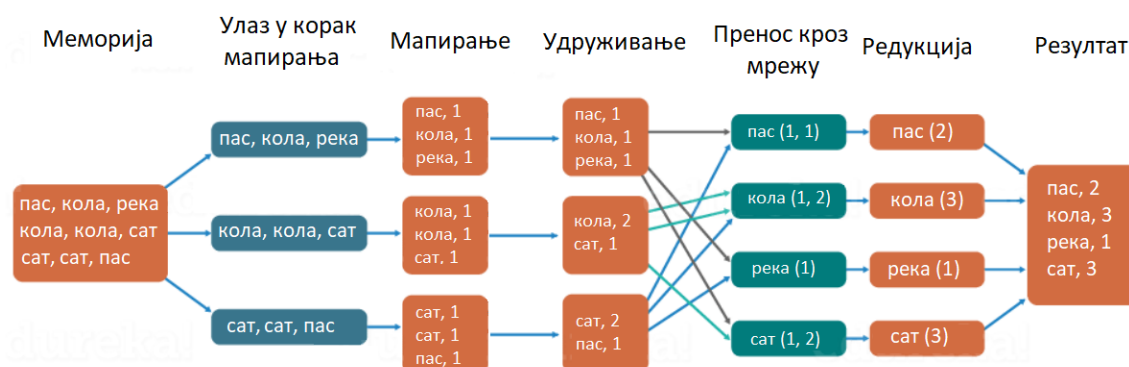 Меморија
Улаз у корак
мапирања
Мапирање
Удруживање
Пренос кроз
мрежу
Редукција
Резултат
пас, кола, река
кола, кола, сат
сат, сат, пас
пас, кола, река
кола, кола, сат
сат, сат, пас
пас, 1
кола, 1
река, 1
кола, 1
кола, 1
сат, 1
сат, 1
сат, 1
пас, 1
пас, 1
кола, 1
река, 1
кола, 2
сат, 1
сат, 2
пас, 1
пас (1, 1)
кола (1, 2)
река (1)
сат (1, 2)
пас (2)
кола (3)
река (1)
сат (3)
пас, 2
кола, 3
река, 1
сат, 3
dureka!